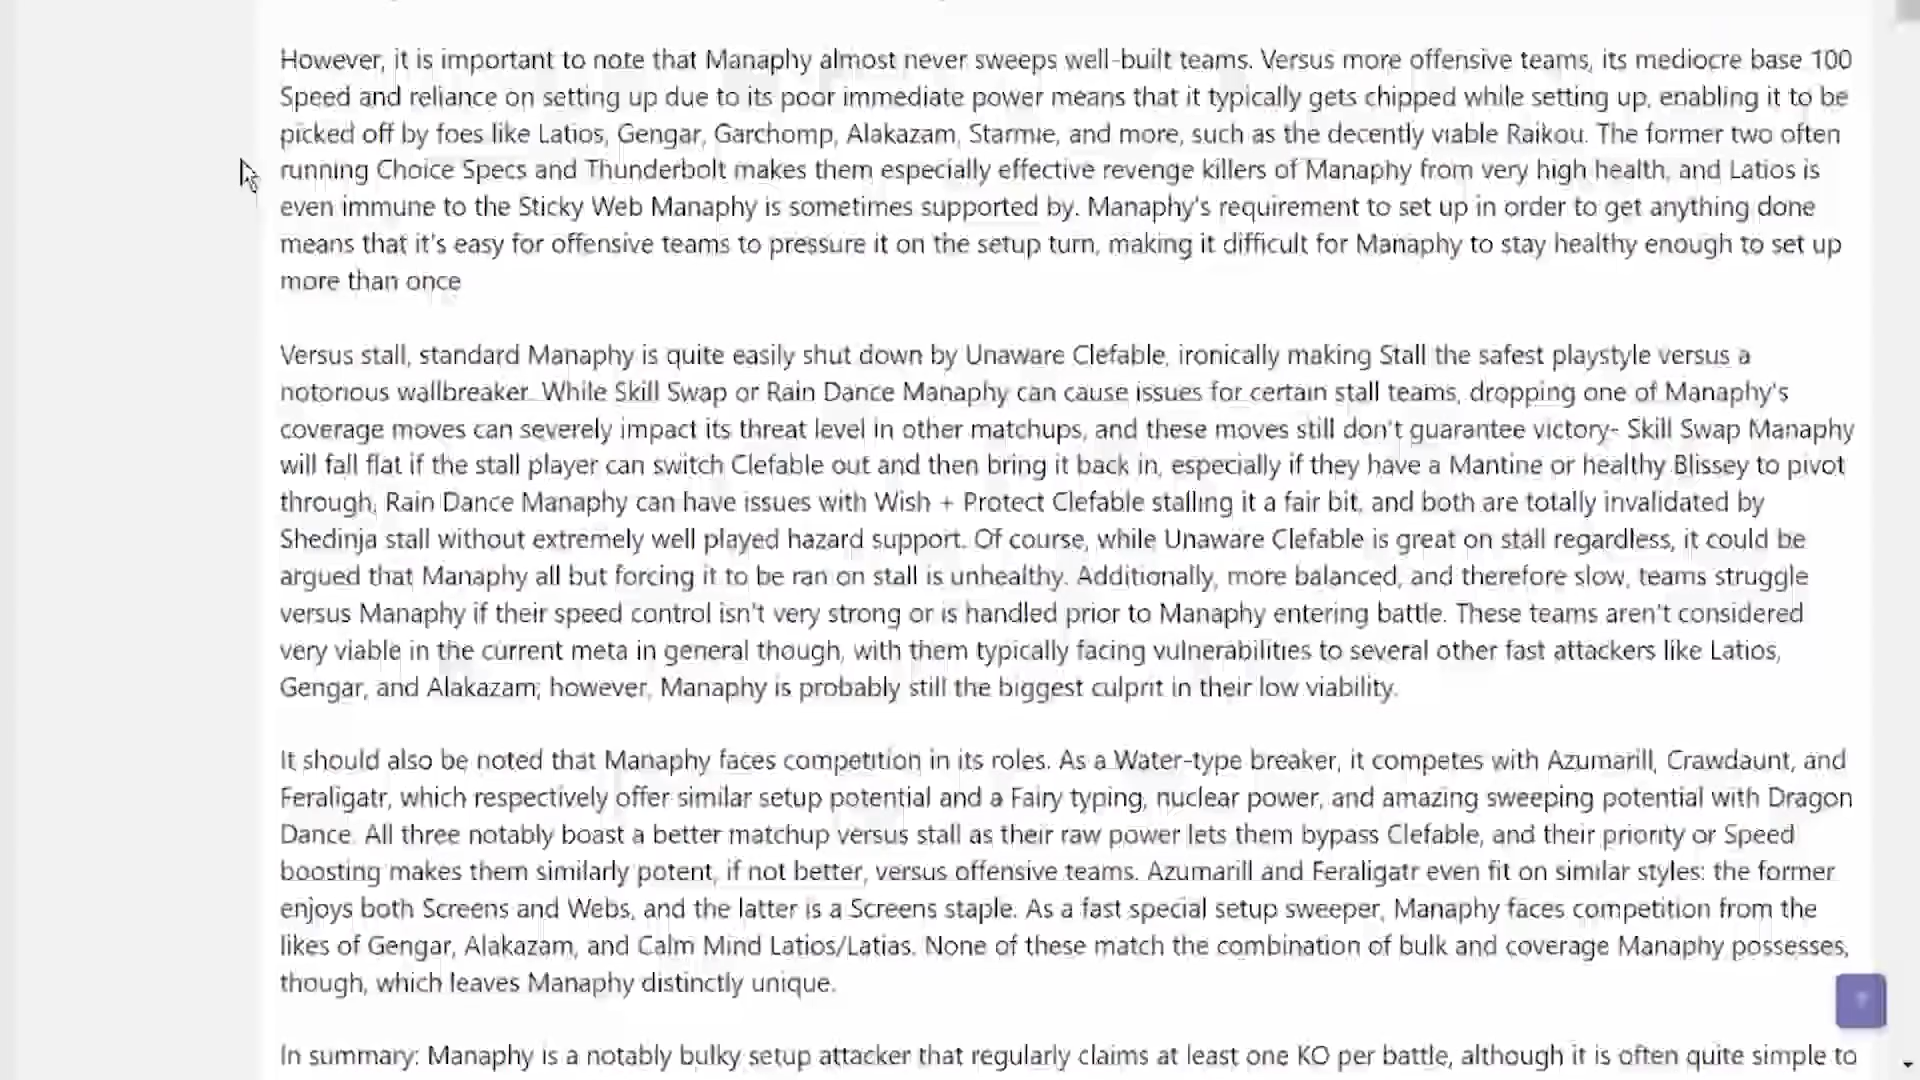 However, it is important to note that Manaphy almost never sweeps well-built teams. Versus more offensive teams, its mediocre base 100
Speed and reliance on setting up due to its poor immediate power means that it typically gets chipped while setting up, enabling it to be
picked off by foes like Latios, Gengar, Garchomp, Alakazam, Starmie, and more, such as the decently viable Raikou. The former two often
running Choice Specs and Thunderbolt makes them especially effective revenge killers of Manaphy from very high health, and Latios is
even immune to the Sticky Web Manaphy is sometimes supported by. Manaphy's requirement to set up in order to get anything done
means that it's easy for offensive teams to pressure it on the setup turn, making it difficult for Manaphy to stay healthy enough to set up
more than once
Versus stall, standard Manaphy is quite easily shut down by Unaware Clefable, ironically making Stall the safest playstyle versus a
notorious wallbreaker. While Skill Swap or Rain Dance Manaphy can cause issues for certain stall teams, dropping one of Manaphy's
coverage moves can severely impact its threat level in other matchups, and these moves still don't guarantee victory- Skill Swap Manaphy
will fall flat if the stall player can switch Clefable out and then bring it back in, especially if they have a Mantine or healthy Blissey to pivot
through, Rain Dance Manaphy can have issues with Wish + Protect Clefable stalling it a fair bit, and both are totally invalidated by
Shedinja stall without extremely well played hazard support. Of course, while Unaware Clefable is great on stall regardless, it could be
argued that Manaphy all but forcing it to be ran on stall is unhealthy. Additionally, more balanced, and therefore slow, teams struggle
versus Manaphy if their speed control isn't very strong or is handled prior to Manaphy entering battle. These teams aren't considered
very viable in the current meta in general though, with them typically facing vulnerabilities to several other fast attackers like Latios,
Gengar, and Alakazam; however, Manaphy is probably still the biggest culprit in their low viability.
It should also be noted that Manaphy faces competition in its roles. As a Water-type breaker, it competes with Azumarill, Crawdaunt, and
Feraligatr, which respectively offer similar setup potential and a Fairy typing, nuclear power, and amazing sweeping potential with Dragon
Dance. All three notably boast a better matchup versus stall as their raw power lets them bypass Clefable, and their priority or Speed
boosting makes them similarly potent, if not better, versus offensive teams. Azumarill and Feraligatr even fit on similar styles: the former
enjoys both Screens and Webs, and the latter is a Screens staple. As a fast special setup sweeper, Manaphy faces competition from the
likes of Gengar, Alakazam, and Calm Mind Latios/Latias. None of these match the combination of bulk and coverage Manaphy possesses,
though, which leaves Manaphy distinctly unique.
In summary: Manaphy is a notably bulky setup attacker that regularly claims at least one KO per battle, although it is often quite simple to